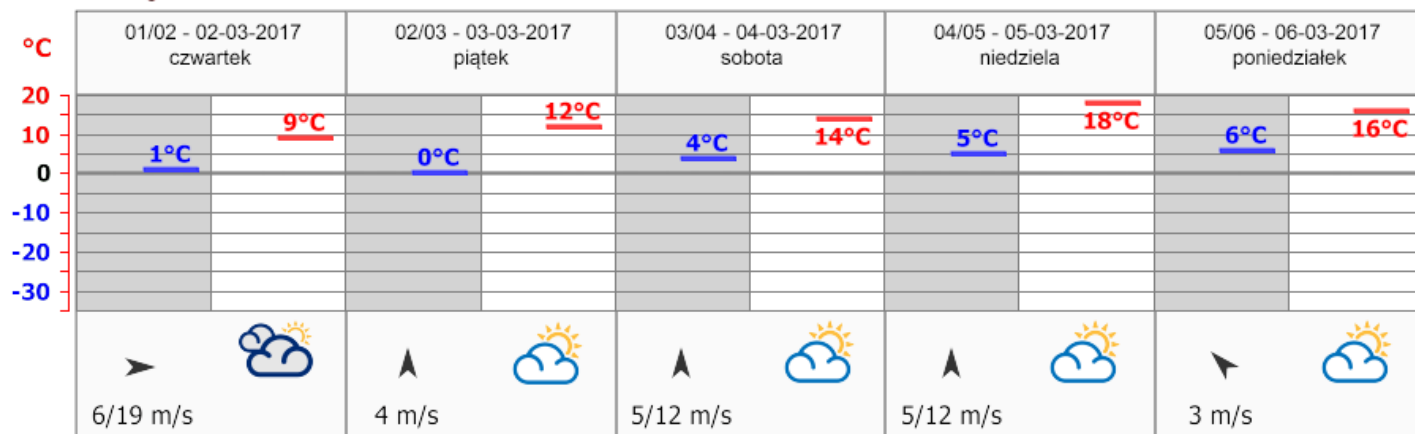 °C
01/02 - 02-03-2017
czwartek
02/03 - 03-03-2017
piątek
03/04 - 04-03-2017
sobota
04/05 - 05-03-2017
niedziela
05/06 - 06-03-2017
poniedziałek
20
10
0
-10
-20
-30
1°C
9°C
0°C
12°C
4°C
14°C
5°C
18°C
6°C
16°C
6/19 m/s
4 m/s
5/12 m/s
5/12 m/s
3 m/s